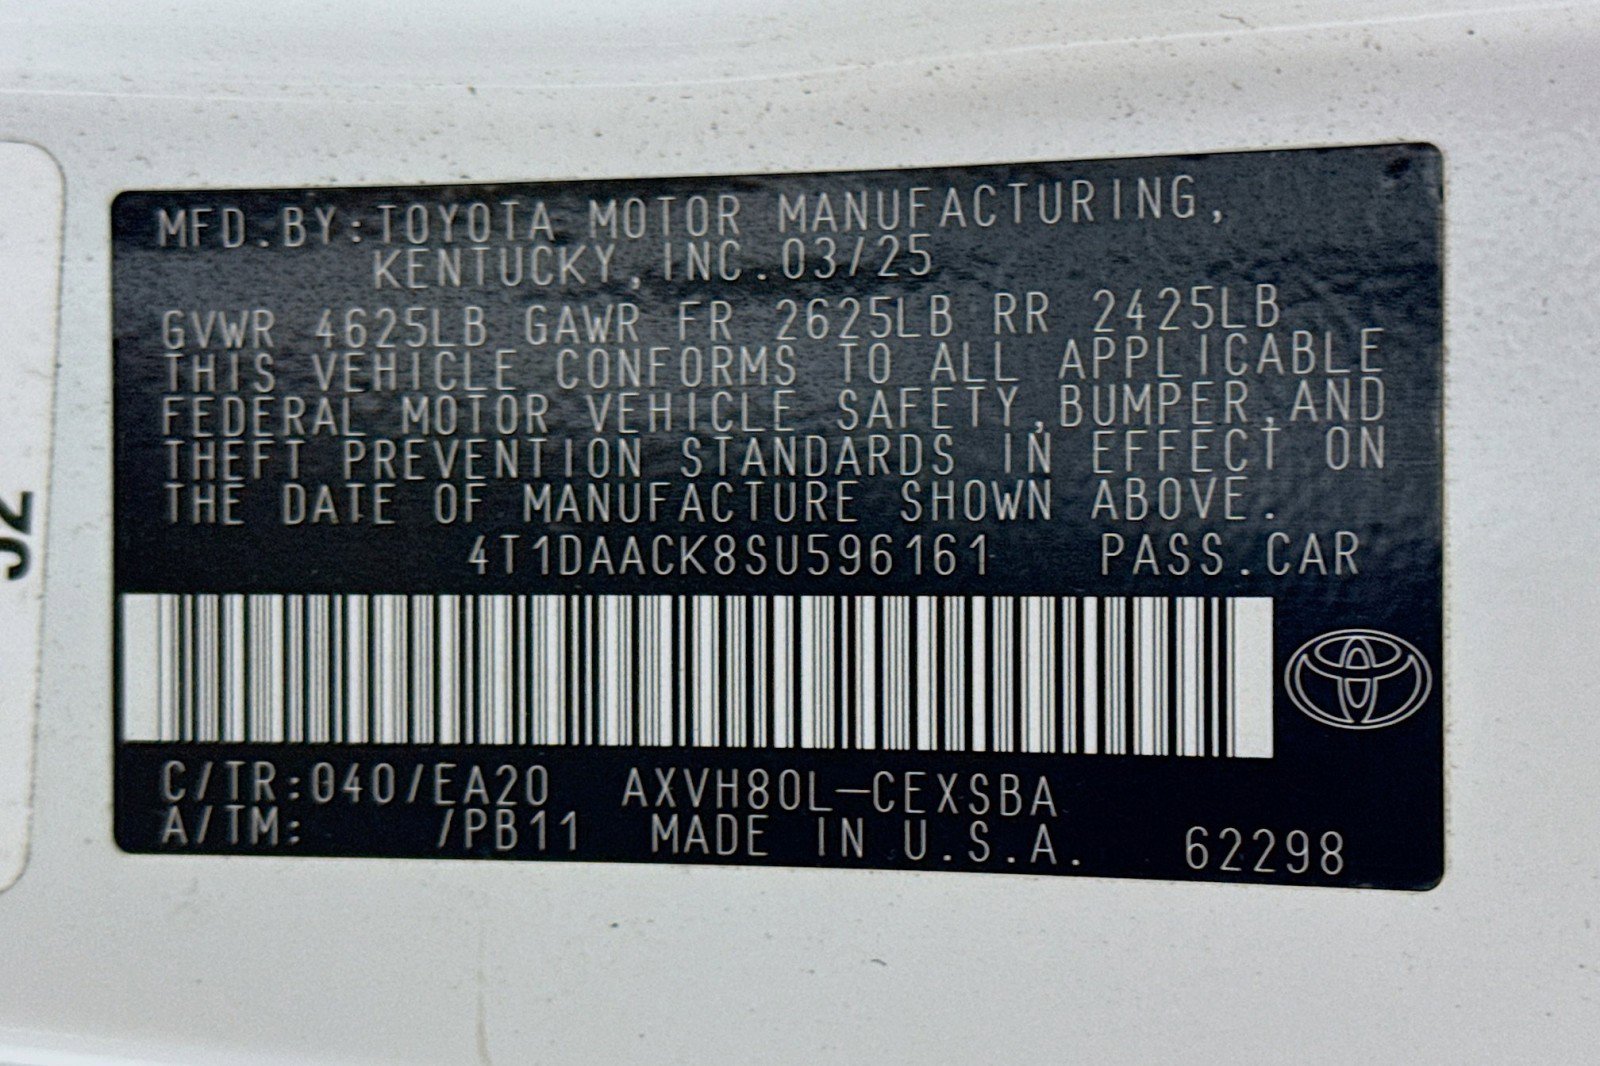 MFD.BY:TOYOTA MOTOR MANUFACTURING,
KENTUCKY,INC.03/25
GVWR 4625LB GAWR FR 2625LB RR 2425LB
THIS VEHICLE CONFORMS TO ALL APPLICABLE
FEDERAL MOTOR VEHICLE SAFETY,BUMPER,AND
THEFT PREVENTION STANDARDS IN EFFECT ON
THE DATE OF MANUFACTURE SHOWN ABOVE.
4T1DAACK8SU596161 PASS.CAR
C/TR:040/EA20 AXVH80L-CEXSBA
A/TM: /PB11 MADE IN U.S.A. 62298